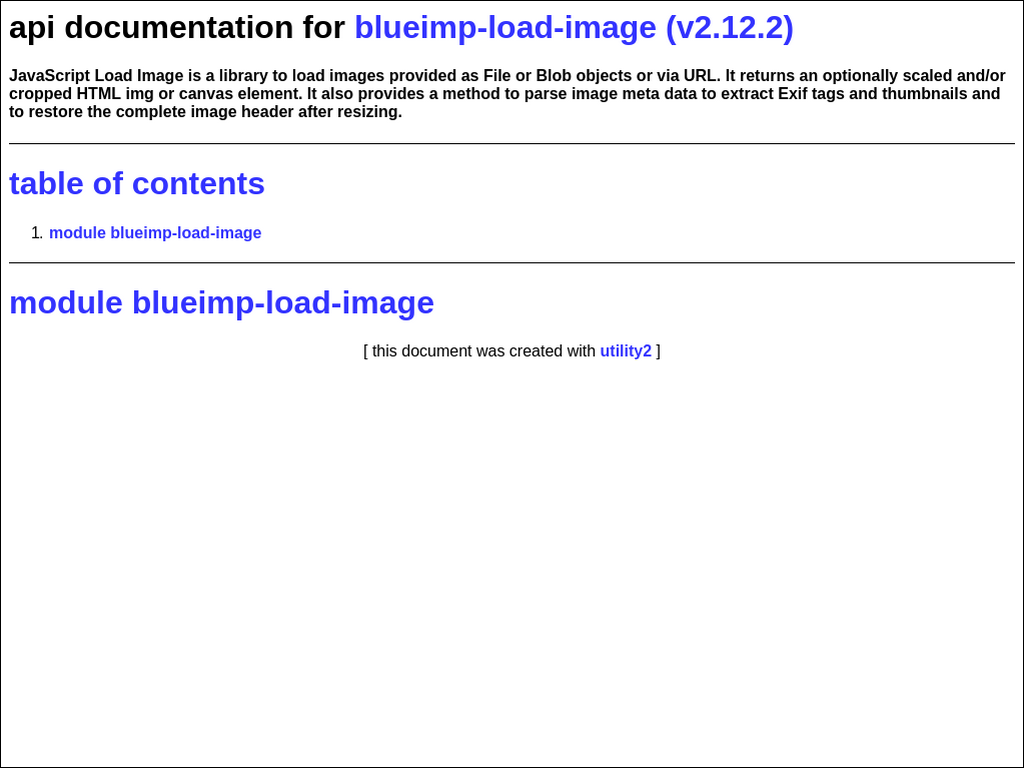 api documentation for blueimp-load-image (v2.12.2)
JavaScript Load Image is a library to load images provided as File or Blob objects or via URL. It returns an optionally scaled and/or
cropped HTML img or canvas element. It also provides a method to parse image meta data to extract Exif tags and thumbnails and
to restore the complete image header after resizing.
table of contents
1. module blueimp-load-image
module blueimp-load-image
[ this document was created with utility2 ]